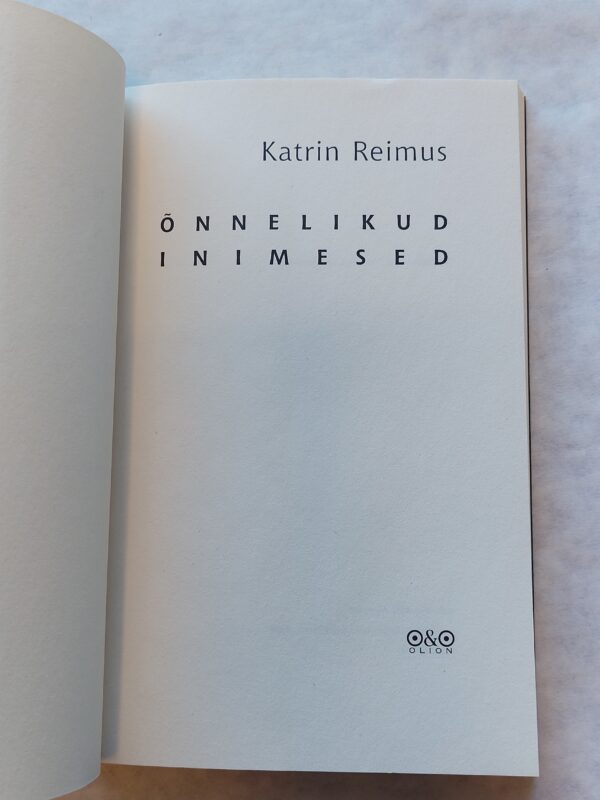 Katrin Reimus
ÕNNELIKUD
INIMESED
O&O
OLION